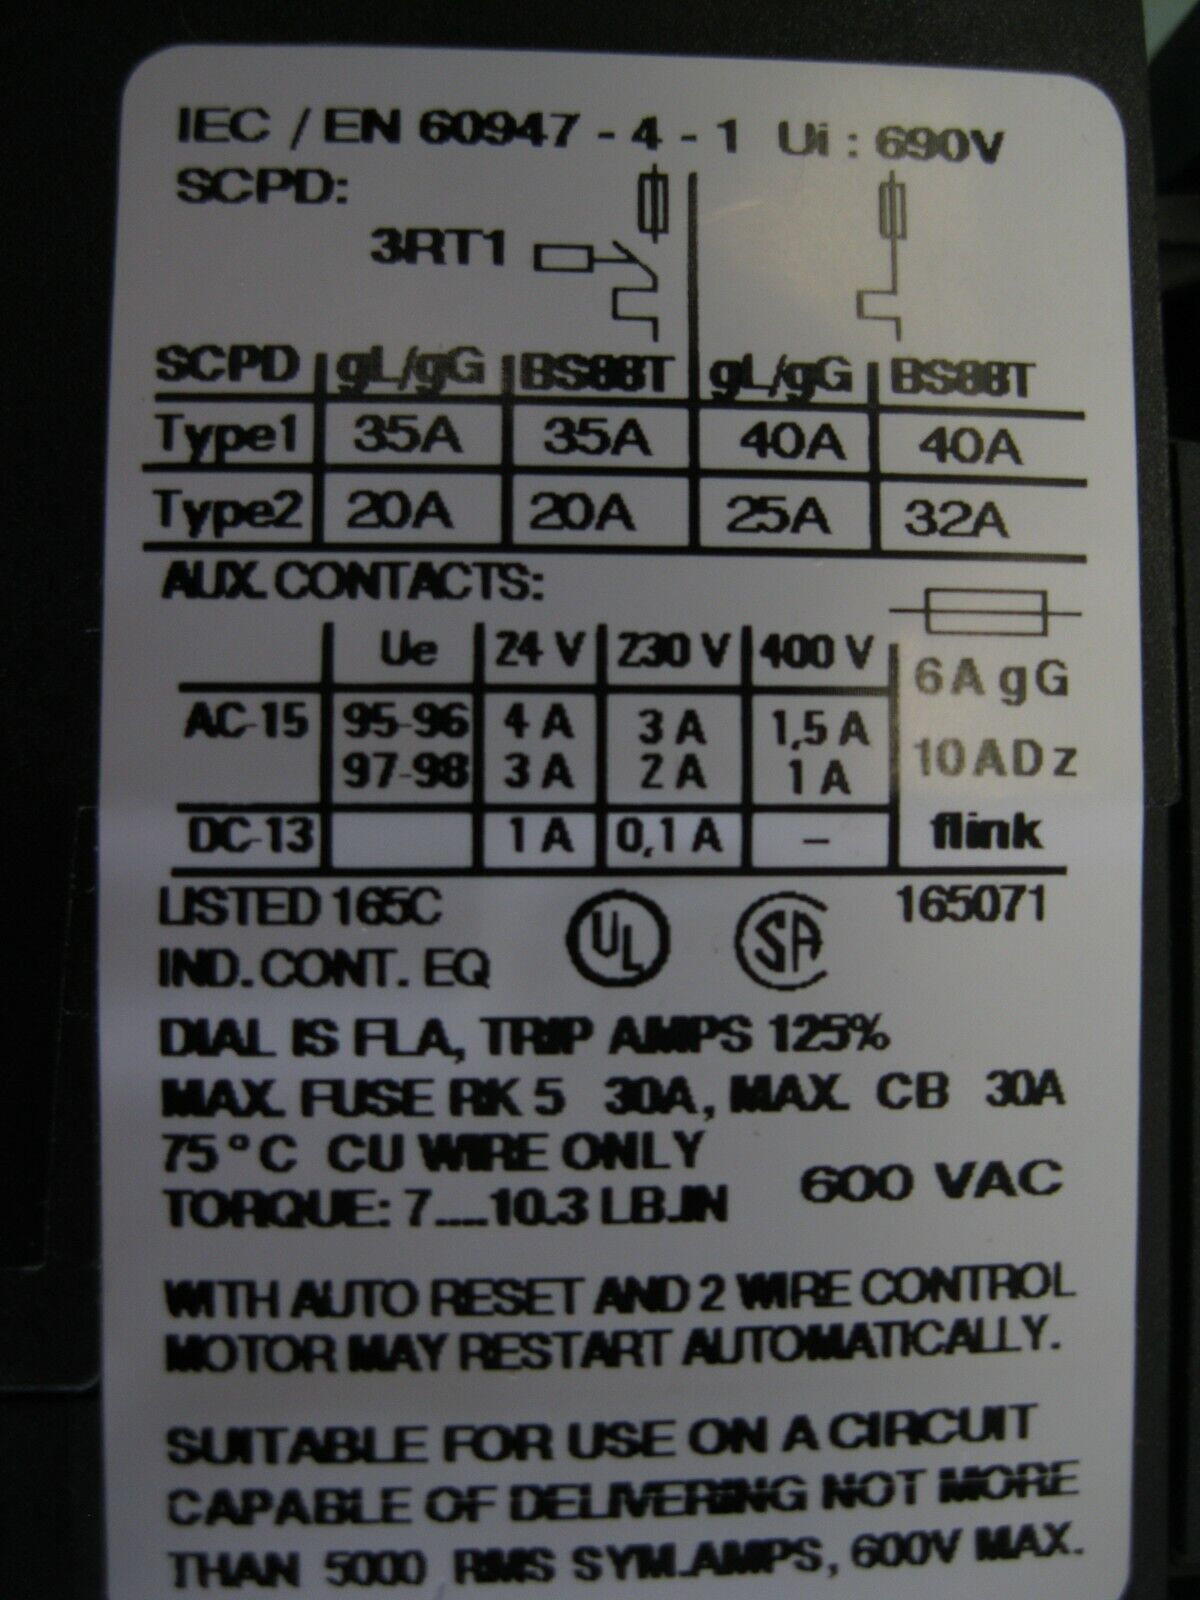 IEC / EN 60947 - 4 - 1 Ui : 690V
SCPD:
3RT1
SCPD gL/gG BS88T gL/gG BS88T
Type1 35A 35A 40A 40A
Type2 20A 20A 25A 32A
AUX. CONTACTS:
Ue 24 V 230 V 400 V
6A gG
AC-15 95-96 4 A 3 A 1,5 A
97-98 3 A 2 A 1 A
10A Dz
DC-13 1 A 0,1 A –
flink
LISTED 165C UL SA 165071
IND. CONT. EQ
DIAL IS FLA, TRIP AMPS 125%
MAX. FUSE RK 5 30A, MAX. CB 30A
75°C CU WIRE ONLY
600 VAC
TORQUE: 7....10.3 LB.IN
WITH AUTO RESET AND 2 WIRE CONTROL
MOTOR MAY RESTART AUTOMATICALLY.
SUITABLE FOR USE ON A CIRCUIT
CAPABLE OF DELIVERING NOT MORE
THAN 5000 RMS SYM.AMPS, 600V MAX.